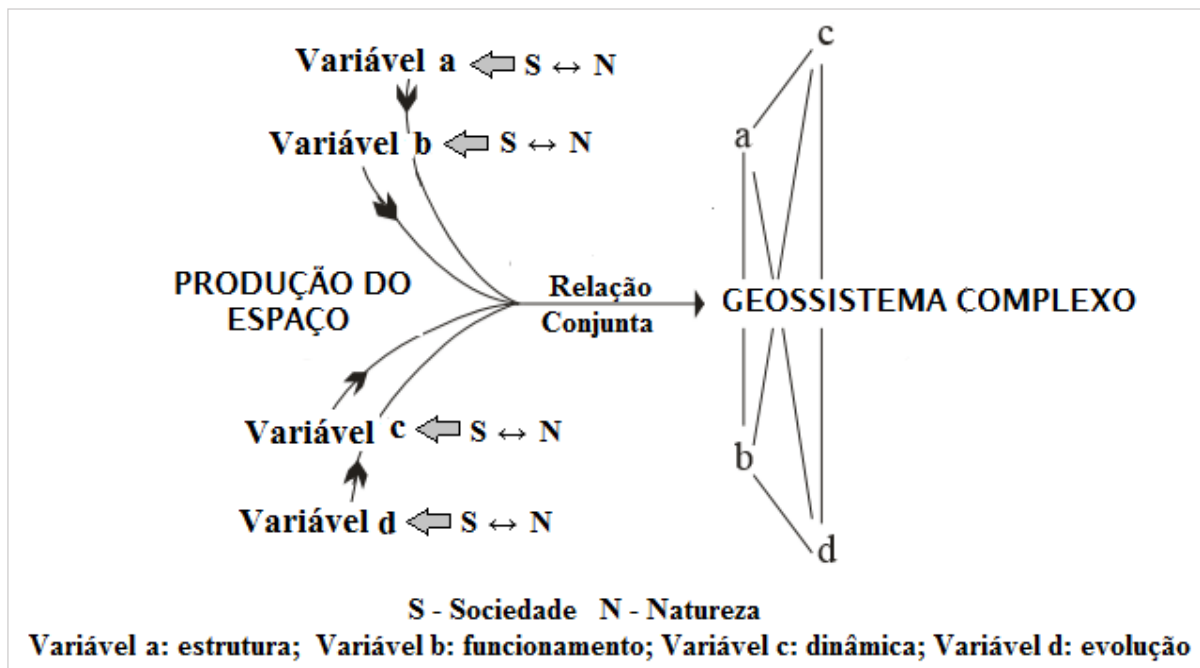 Variável a S ↔ N
Variável b S ↔ N
PRODUÇÃO DO
ESPAÇO
Variável c S ↔ N
Variável d S ↔ N
Relação
Conjunta
GEOSSISTEMA COMPLEXO
c
a
b
d
S - Sociedade N - Natureza
Variável a: estrutura; Variável b: funcionamento; Variável c: dinâmica; Variável d: evolução